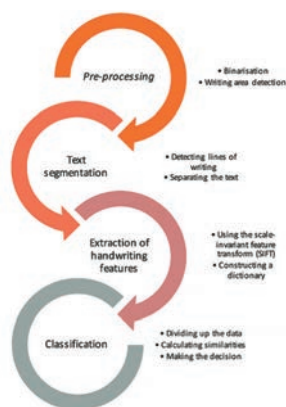 Pre-processing
• Binarisation
• Writing area detection
Text
segmentation
• Detecting lines of
writing
• Separating the text
Extraction of
handwriting
features
• Using the scale-
invariant feature
transform (SIFT)
• Constructing a
dictionary
Classification
• Dividing up the data
• Calculating similarities
• Making the decision